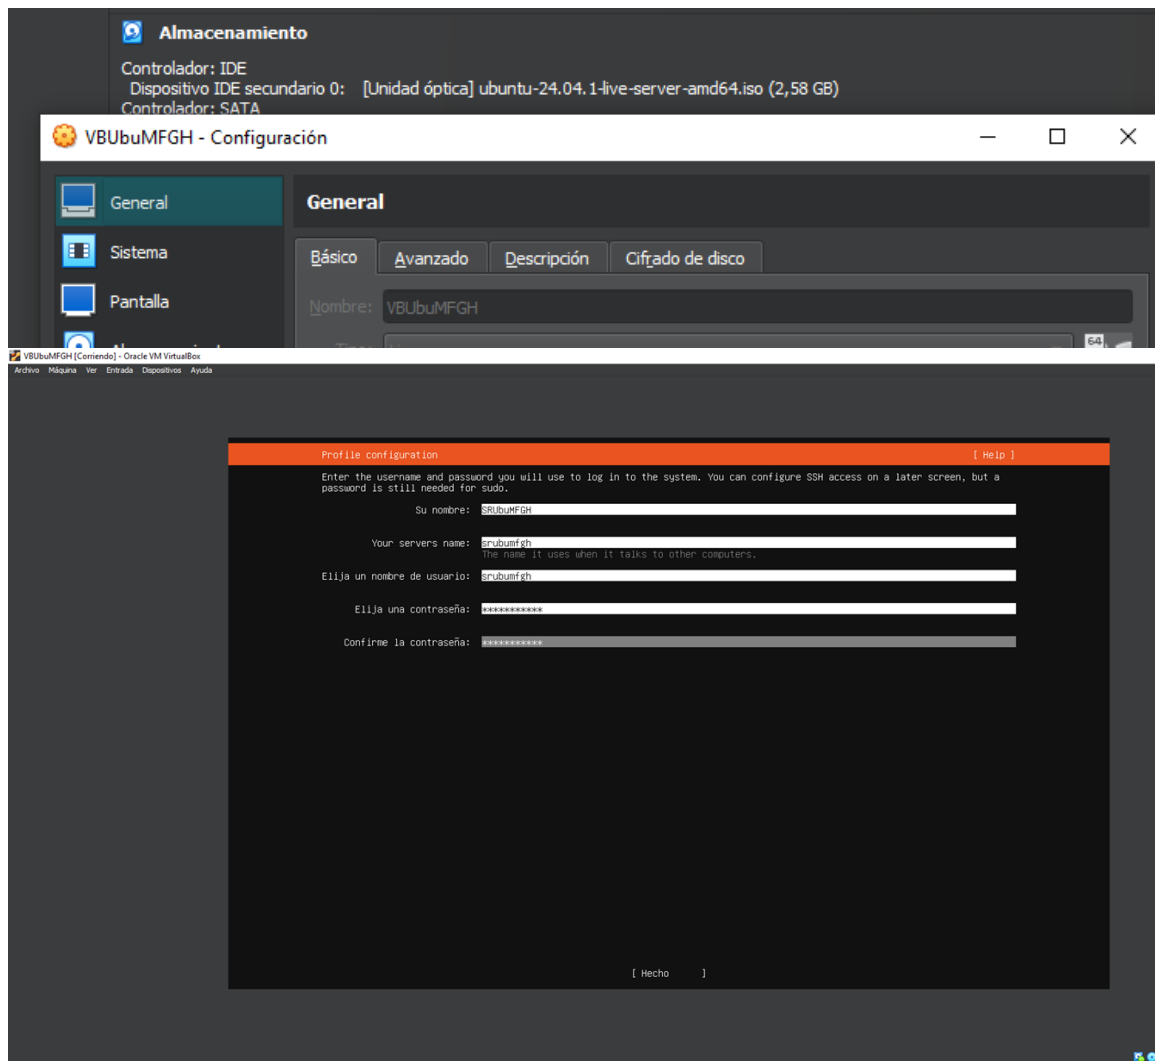 Almacenamiento
Controlador: IDE
Dispositivo IDE secundario 0: [Unidad óptica] ubuntu-24.04.1-live-server-amd64.iso (2,58 GB)
Controlador: SATA
VBUbuMFGH - Configuración
General
General
Sistema
Básico Avanzado Descripción Cifrado de disco
Pantalla
Nombre: VBUbuMFGH
64
VBUbuMFGH [Corriendo] - Oracle VM VirtualBox
Archivo Máquina Ver Entrada Dispositivos Ayuda
Profile configuration [ Help ]
Enter the username and password you will use to log in to the system. You can configure SSH access on a later screen, but a
password is still needed for sudo.
Su nombre: SRUbuMFGH
Your servers name: srubumfgh
The name it uses when it talks to other computers.
Elija un nombre de usuario: srubumfgh
Elija una contraseña: ***********
Confirme la contraseña: ***********
[ Hecho ]